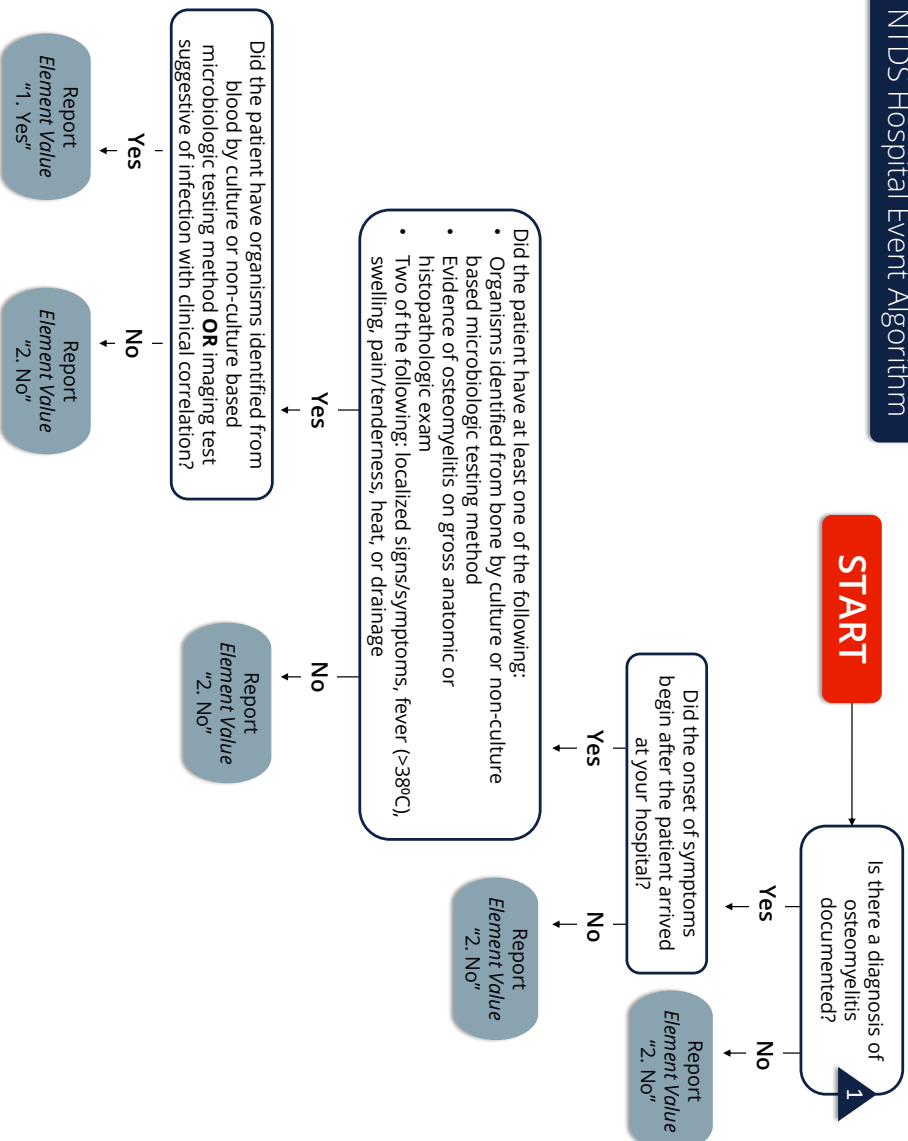 NTDS Hospital Event Algorithm
START
Is there a diagnosis of
osteomyelitis
documented?
1
Yes
No
Report
Element Value
“2. No”
Did the onset of symptoms
begin after the patient arrived
at your hospital?
Yes
No
Report
Element Value
“2. No”
Did the patient have at least one of the following:
• Organisms identified from bone by culture or non-culture
based microbiologic testing method
• Evidence of osteomyelitis on gross anatomic or
histopathologic exam
• Two of the following: localized signs/symptoms, fever (>38ºC),
swelling, pain/tenderness, heat, or drainage
Yes
No
Report
Element Value
“2. No”
Did the patient have organisms identified from
blood by culture or non-culture based
microbiologic testing method OR imaging test
suggestive of infection with clinical correlation?
Yes
No
Report
Element Value
“1. Yes”
Report
Element Value
“2. No”